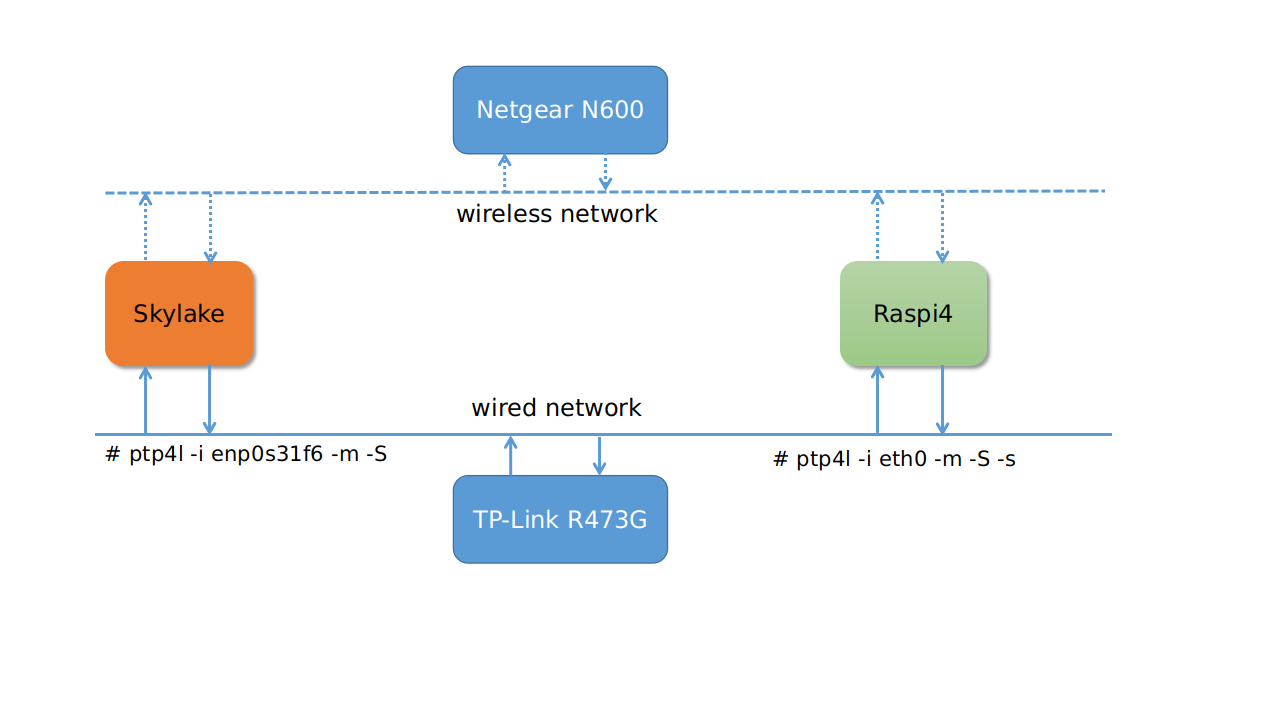 Netgear N600
wireless network
Skylake
Raspi4
wired network
# ptp4l -i enp0s31f6 -m -S
# ptp4l -i eth0 -m -S -s
TP-Link R473G